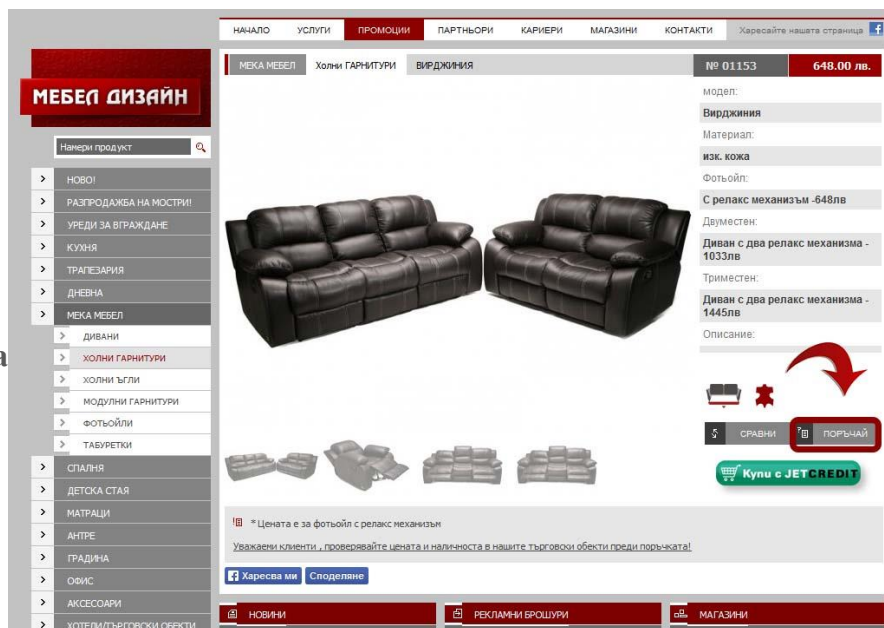 НАЧАЛО УСЛУГИ ПРОМОЦИИ ПАРТНЬОРИ КАРИЕРИ МАГАЗИНИ КОНТАКТИ Харесайте нашата страница f
МЕБЕЛ ДИЗАЙН
Намери продукт
НОВО!
РАЗПРОДАЖБА НА МОСТРИ!
УРЕДИ ЗА ВГРАЖДАНЕ
КУХНЯ
ТРАПЕЗАРИЯ
ДНЕВНА
МЕКА МЕБЕЛ
ДИВАНИ
ХОЛНИ ГАРНИТУРИ
ХОЛНИ ЪГЛИ
МОДУЛНИ ГАРНИТУРИ
ФОТЬОЙЛИ
ТАБУРЕТКИ
СПАЛНЯ
ДЕТСКА СТАЯ
МАТРАЦИ
АНТРЕ
ГРАДИНА
ОФИС
АКСЕСОАРИ
ХОТЕЛИ/ТЪРГОВСКИ ОБЕКТИ
а
МЕКА МЕБЕЛ Холни ГАРНИТУРИ ВИРДЖИНИЯ
№ 01153 648.00 лв.
модел:
Вирджиния
Материал:
изк. кожа
Фотьойл:
С релакс механизъм -648лв
Двуместен:
Диван с два релакс механизма -
1033лв
Триместен:
Диван с два релакс механизма -
1445лв
Описание:
СРАВНИ ПОРЪЧАЙ
Купи с JETCREDIT
* Цената е за фотьойл с релакс механизъм
Уважаеми клиенти , проверявайте цената и наличността в нашите търговски обекти преди поръчката!
f Харесва ми Споделяне
НОВИНИ РЕКЛАМНИ БРОШУРИ МАГАЗИНИ